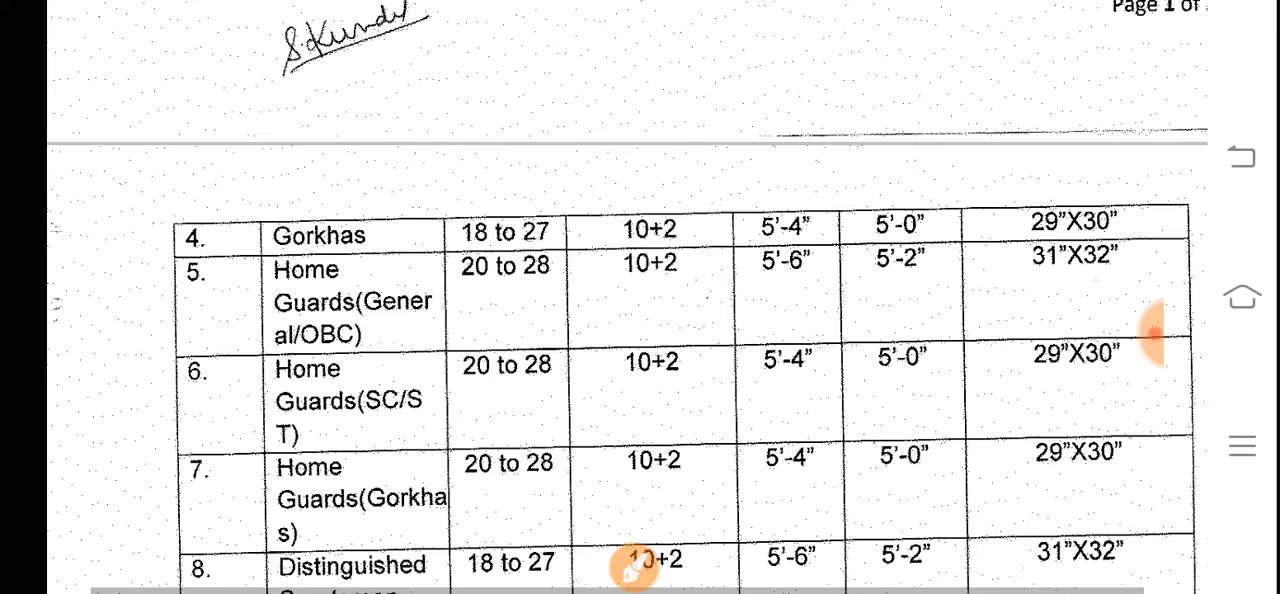 Page 1 of
S.Kundu
4. Gorkhas 18 to 27 10+2 5'-4" 5'-0" 29"X30"
5. Home 20 to 28 10+2 5'-6" 5'-2" 31"X32"
Guards(Gener
al/OBC)
6. Home 20 to 28 10+2 5'-4" 5'-0" 29"X30"
Guards(SC/S
T)
7. Home 20 to 28 10+2 5'-4" 5'-0" 29"X30"
Guards(Gorkha
s)
8. Distinguished 18 to 27 10+2 5'-6" 5'-2" 31"X32"